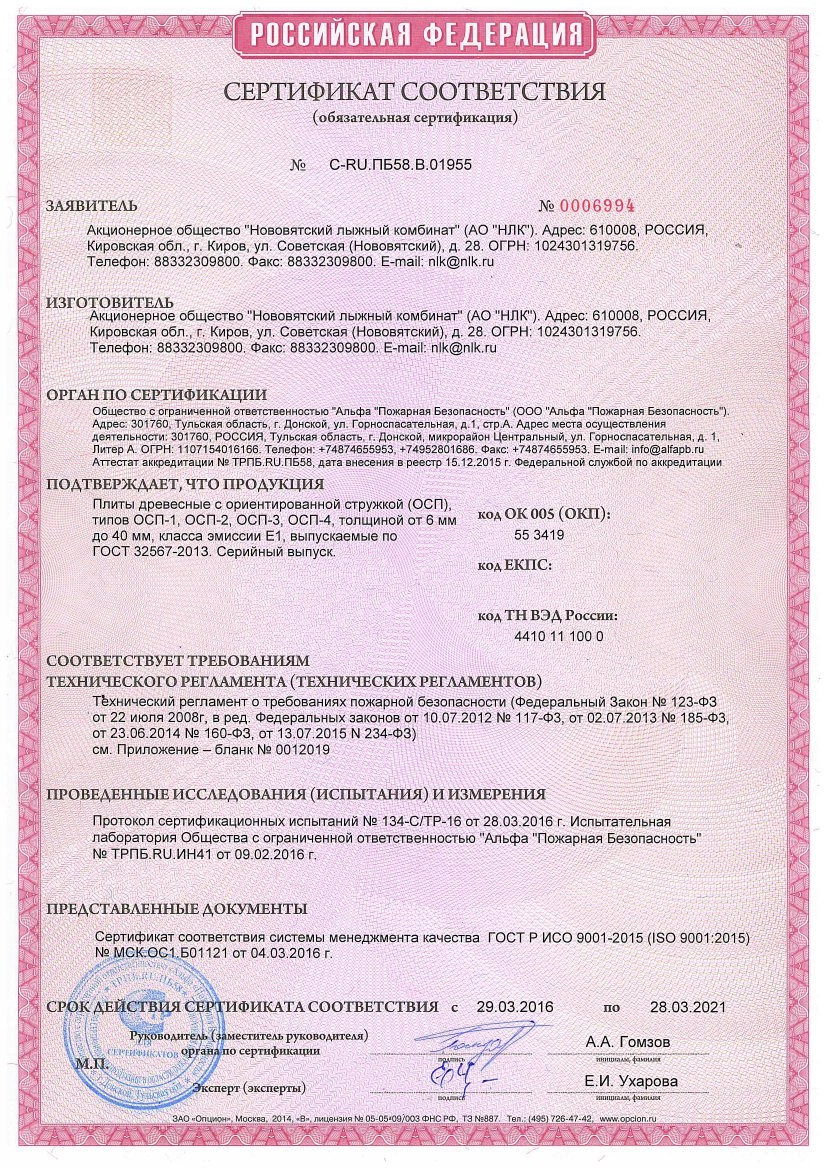 РОССИЙСКАЯ ФЕДЕРАЦИЯ
СЕРТИФИКАТ СООТВЕТСТВИЯ
(обязательная сертификация)
№ C-RU.ПБ58.В.01955
ЗАЯВИТЕЛЬ № 0006994
Акционерное общество "Нововятский лыжный комбинат" (АО "НЛК"). Адрес: 610008, РОССИЯ,
Кировская обл., г. Киров, ул. Советская (Нововятский), д. 28. ОГРН: 1024301319756.
Телефон: 88332309800. Факс: 88332309800. E-mail: nlk@nlk.ru
ИЗГОТОВИТЕЛЬ
Акционерное общество "Нововятский лыжный комбинат" (АО "НЛК"). Адрес: 610008, РОССИЯ,
Кировская обл., г. Киров, ул. Советская (Нововятский), д. 28. ОГРН: 1024301319756.
Телефон: 88332309800. Факс: 88332309800. E-mail: nlk@nlk.ru
ОРГАН ПО СЕРТИФИКАЦИИ
Общество с ограниченной ответственностью "Альфа "Пожарная Безопасность" (ООО "Альфа "Пожарная Безопасность").
Адрес: 301760, Тульская область, г. Донской, ул. Горноспасательная, д.1, стр.А. Адрес места осуществления
деятельности: 301760, РОССИЯ, Тульская область, г. Донской, микрорайон Центральный, ул. Горноспасательная, д. 1,
Литер А. ОГРН: 1107154016166. Телефон: +74874655953, +74952801686. Факс: +74874655953. E-mail: info@alfapb.ru
Аттестат аккредитации № ТРПБ.RU.ПБ58, дата внесения в реестр 15.12.2015 г. Федеральной службой по аккредитации
ПОДТВЕРЖДАЕТ, ЧТО ПРОДУКЦИЯ
Плиты древесные с ориентированной стружкой (ОСП),
типов ОСП-1, ОСП-2, ОСП-3, ОСП-4, толщиной от 6 мм
до 40 мм, класса эмиссии Е1, выпускаемые по
ГОСТ 32567-2013. Серийный выпуск.
код ОК 005 (ОКП):
55 3419
код ЕКПС:
код ТН ВЭД России:
4410 11 100 0
СООТВЕТСТВУЕТ ТРЕБОВАНИЯМ
ТЕХНИЧЕСКОГО РЕГЛАМЕНТА (ТЕХНИЧЕСКИХ РЕГЛАМЕНТОВ)
Технический регламент о требованиях пожарной безопасности (Федеральный Закон № 123-ФЗ
от 22 июля 2008г, в ред. Федеральных законов от 10.07.2012 № 117-ФЗ, от 02.07.2013 № 185-ФЗ,
от 23.06.2014 № 160-ФЗ, от 13.07.2015 N 234-ФЗ)
см. Приложение – бланк № 0012019
ПРОВЕДЕННЫЕ ИССЛЕДОВАНИЯ (ИСПЫТАНИЯ) И ИЗМЕРЕНИЯ
Протокол сертификационных испытаний № 134-С/ТР-16 от 28.03.2016 г. Испытательная
лаборатория Общества с ограниченной ответственностью "Альфа "Пожарная Безопасность"
№ ТРПБ.RU.ИН41 от 09.02.2016 г.
ПРЕДСТАВЛЕННЫЕ ДОКУМЕНТЫ
Сертификат соответствия системы менеджмента качества ГОСТ Р ИСО 9001-2015 (ISO 9001:2015)
№ МСК.ОС1.Б01121 от 04.03.2016 г.
СРОК ДЕЙСТВИЯ СЕРТИФИКАТА СООТВЕТСТВИЯ с 29.03.2016 по 28.03.2021
Руководитель (заместитель руководителя)
органа по сертификации
А.А. Гомзов
подпись
инициалы, фамилия
М.П.
ДЛЯ
СЕРТИФИКАТОВ
Эксперт (эксперты)
Е.И. Ухарова
подпись
инициалы, фамилия
ЗАО «Опцион», Москва, 2014, «В», лицензия № 05-05-09/003 ФНС РФ, ТЗ №887. Тел.: (495) 726-47-42, www.opcion.ru